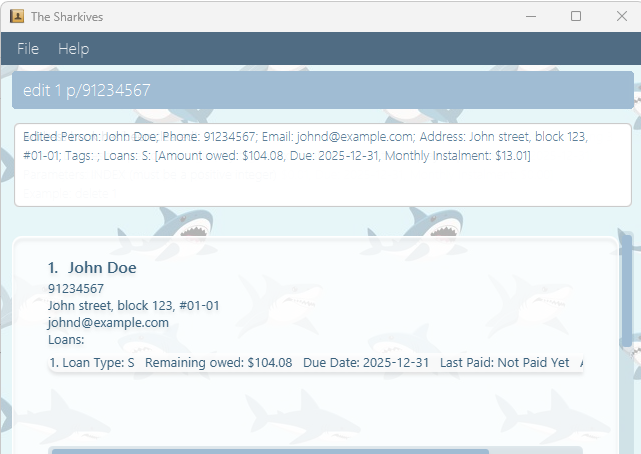 The Sharkives
File Help
edit 1 p/91234567
Edited Person: John Doe; Phone: 91234567; Email: johnd@example.com; Address: John street, block 123,
#01-01; Tags: ; Loans: S: [Amount owed: $104.08, Due: 2025-12-31, Monthly Instalment: $13.01]
1. John Doe
91234567
John street, block 123, #01-01
johnd@example.com
Loans:
1. Loan Type: S Remaining owed: $104.08 Due Date: 2025-12-31 Last Paid: Not Paid Yet